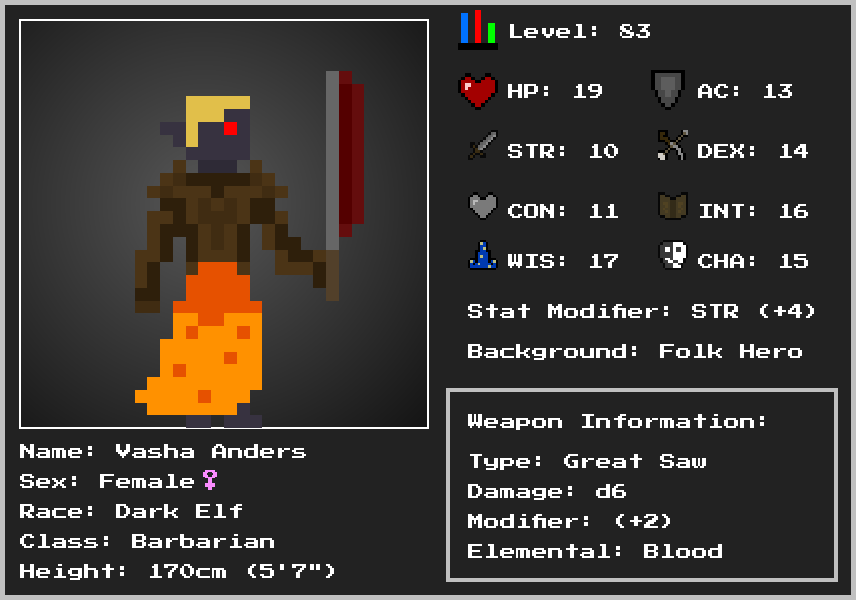 Level: 83
HP: 19 AC: 13
STR: 10 DEX: 14
CON: 11 INT: 16
WIS: 17 CHA: 15
Stat Modifier: STR (+4)
Background: Folk Hero
Weapon Information:
Type: Great Saw
Damage: d6
Modifier: (+2)
Elemental: Blood
Name: Vasha Anders
Sex: Female♀
Race: Dark Elf
Class: Barbarian
Height: 170cm (5'7")